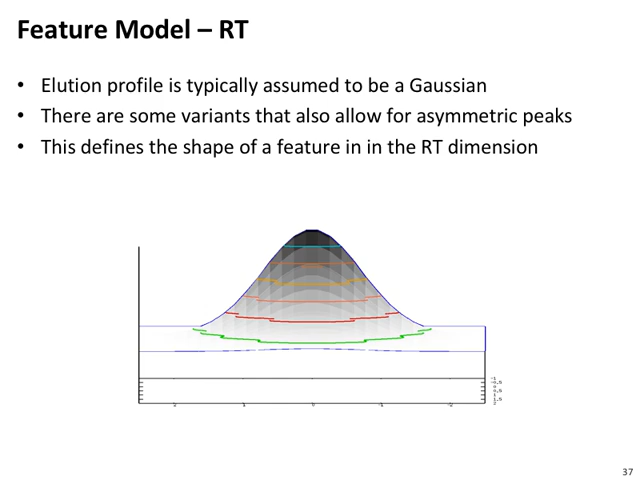 Feature Model – RT
• Elution profile is typically assumed to be a Gaussian
• There are some variants that also allow for asymmetric peaks
• This defines the shape of a feature in in the RT dimension
37